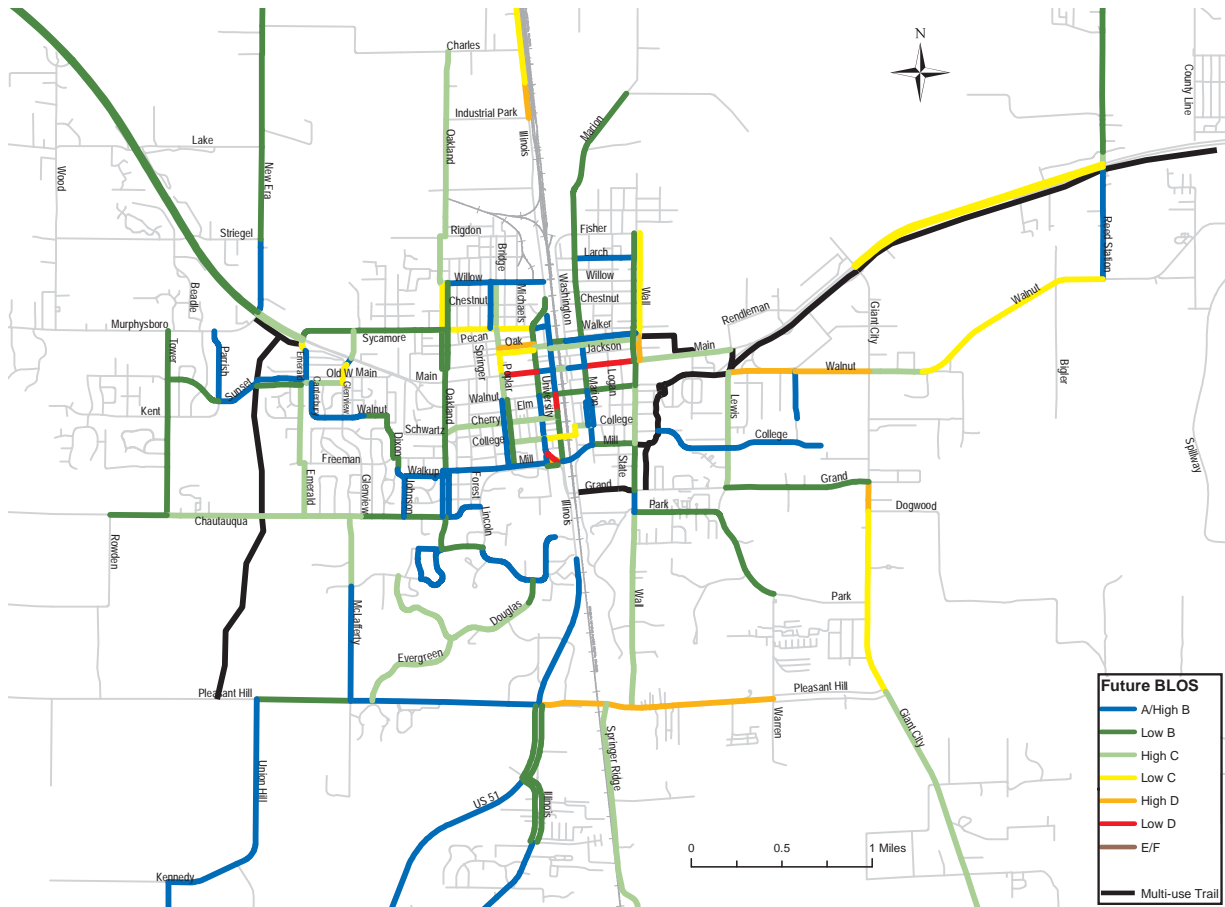 N
Charles
Industrial Park
Oakland
Illinois
Marion
County Line
Lake
Wood
New Era
Striegel
Rigdon
Bridge
Fisher
Larch
Reed Station
Willow
Willow
Beadle
Chestnut
Michaels
Washington
Chestnut
Wall
Walnut
Murphysboro
Rendleman
Giant City
Tower
Parrish
Sycamore
Pecan
Oak
Walker
Jackson
Main
Emerald
Springer
Old W Main
Main
Poplar
University
Marion
Logan
Walnut
Bigler
Sunset
Canterbury
Glenview
Kent
Walnut
Oakland
Walnut
Elm
Lewis
Schwartz
Cherry
College
College
Dixon
College
Mill
Spillway
Freeman
Walkup
Mill
State
Emerald
Glenview
Johnson
Forest
Grand
Grand
Lincoln
Illinois
Park
Dogwood
Chautauqua
Rowden
McLafferty
Douglas
Wall
Park
Evergreen
Pleasant Hill
Pleasant Hill
Warren
Giant City
Springer Ridge
Union Hill
US 51
Illinois
Kennedy
0
0.5
1 Miles
Future BLOS
A/High B
Low B
High C
Low C
High D
Low D
E/F
Multi-use Trail